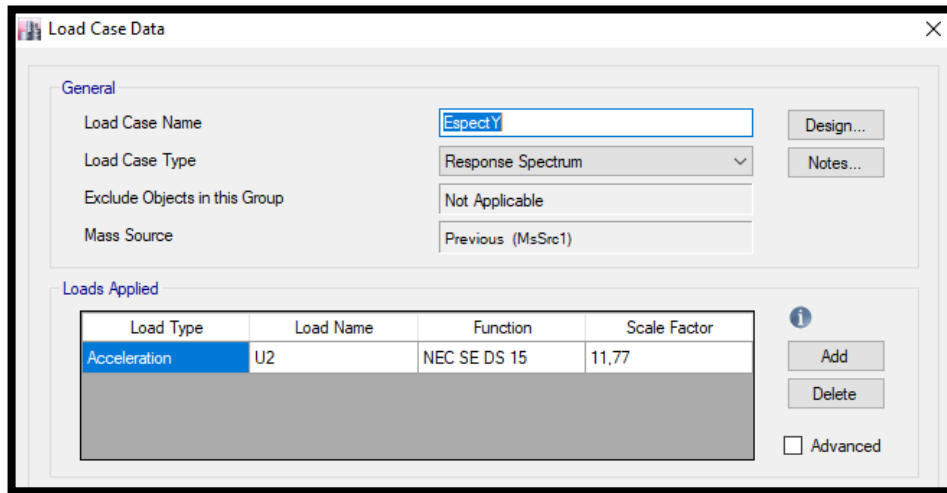 Load Case Data
General
Load Case Name EspectY Design...
Load Case Type Response Spectrum Notes...
Exclude Objects in this Group Not Applicable
Mass Source Previous (MsSrc1)
Loads Applied
Load Type Load Name Function Scale Factor
Acceleration U2 NEC SE DS 15 11,77
Add
Delete
Advanced